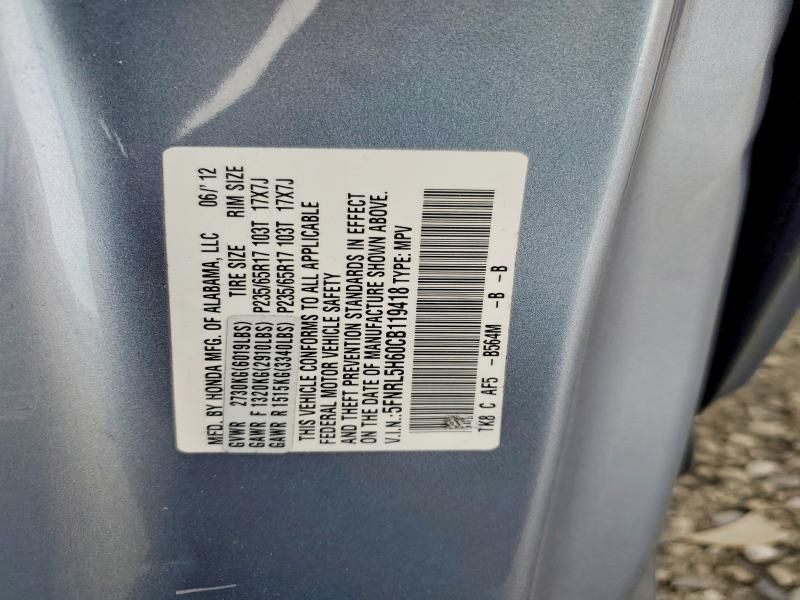 MFD. BY HONDA MFG. OF ALABAMA, LLC 06/'12
GVWR 2730KG(6019LBS) TIRE SIZE RIM SIZE
GAWR F 1320KG(2910LBS) P235/65R17 103T 17X7J
GAWR R 1515KG(3340LBS) P235/65R17 103T 17X7J
THIS VEHICLE CONFORMS TO ALL APPLICABLE
FEDERAL MOTOR VEHICLE SAFETY
AND THEFT PREVENTION STANDARDS IN EFFECT
ON THE DATE OF MANUFACTURE SHOWN ABOVE.
V.I.N.:5FNRL5H60CB119418 TYPE: MPV
TK8 C AF5 -B564M -B -B